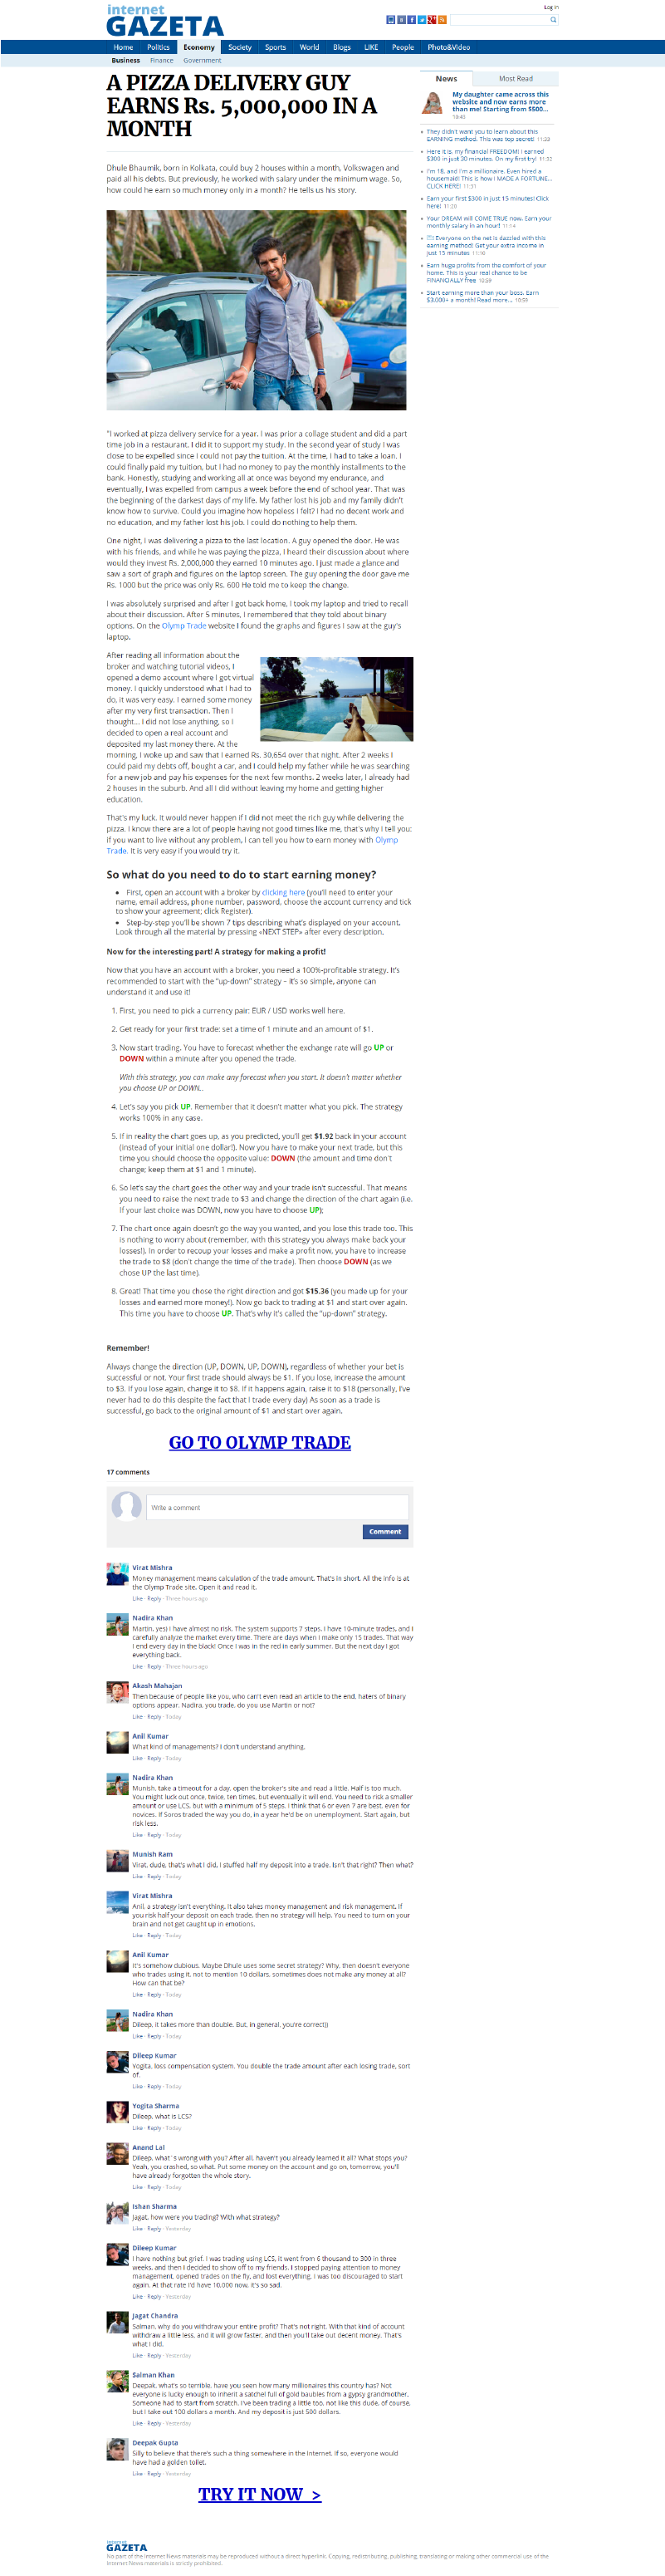 internet
GAZETA
Log in
Home Politics Economy Society Sports World Blogs LIKE People Photo&Video
Business Finance Government
A PIZZA DELIVERY GUY
EARNS Rs. 5,000,000 IN A
MONTH
Dhule Bhaumik, born in Kolkata, could buy 2 houses within a month, Volkswagen and
paid all his debts. But previously, he worked with salary under the minimum wage. So,
how could he earn so much money only in a month? He tells us his story.
"I worked at pizza delivery service for a year. I was prior a collage student and did a part
time job in a restaurant. I did it to support my study. In the second year of study I was
close to be expelled since I could not pay the tuition. At the time, I had to take a loan. I
could finally paid my tuition, but I had no money to pay the monthly installments to the
bank. Honestly, studying and working all at once was beyond my endurance, and
eventually, I was expelled from campus a week before the end of school year. That was
the beginning of the darkest days of my life. My father lost his job and my family didn't
know how to survive. Could you imagine how hopeless I felt? I had no decent work and
no education, and my father lost his job. I could do nothing to help them.
One night, I was delivering a pizza to the last location. A guy opened the door. He was
with his friends, and while he was paying the pizza, I heard their discussion about where
would they invest Rs. 2,000,000 they earned 10 minutes ago. I just made a glance and
saw a sort of graph and figures on the laptop screen. The guy opening the door gave me
Rs. 1000 but the price was only Rs. 600 He told me to keep the change.
I was absolutely surprised and after I got back home, I took my laptop and tried to recall
about their discussion. After 5 minutes, I remembered that they told about binary
options. On the Olymp Trade website I found the graphs and figures I saw at the guy's
laptop.
After reading all information about the
broker and watching tutorial videos, I
opened a demo account where I got virtual
money. I quickly understood what I had to
do, it was very easy. I earned some money
after my very first transaction. Then I
thought... I did not lose anything, so I
decided to open a real account and
deposited my last money there. At the
morning, I woke up and saw that I earned Rs. 30,654 over that night. After 2 weeks I
could paid my debts off, bought a car, and I could help my father while he was searching
for a new job and pay his expenses for the next few months. 2 weeks later, I already had
2 houses in the suburb. And all i did without leaving my home and getting higher
education.
That's my luck. It would never happen if I did not meet the rich guy while delivering the
pizza. I know there are a lot of people having not good times like me, that's why I tell you:
If you want to live without any problem, I can tell you how to earn money with Olymp
Trade. It is very easy if you would try it.
So what do you need to do to start earning money?
• First, open an account with a broker by clicking here (you'll need to enter your
name, email address, phone number, password, choose the account currency and tick
to show your agreement; click Register).
• Step-by-step you'll be shown 7 tips describing what's displayed on your account.
Look through all the material by pressing «NEXT STEP» after every description.
Now for the interesting part! A strategy for making a profit!
Now that you have an account with a broker, you need a 100%-profitable strategy. It's
recommended to start with the "up-down" strategy – it's so simple, anyone can
understand it and use it!
1. First, you need to pick a currency pair: EUR / USD works well here.
2. Get ready for your first trade: set a time of 1 minute and an amount of $1.
3. Now start trading. You have to forecast whether the exchange rate will go UP or
DOWN within a minute after you opened the trade.
With this strategy, you can make any forecast when you start. It doesn't matter whether
you choose UP or DOWN..
4. Let's say you pick UP. Remember that it doesn't matter what you pick. The strategy
works 100% in any case.
5. If in reality the chart goes up, as you predicted, you'll get $1.92 back in your account
(instead of your initial one dollar!). Now you have to make your next trade, but this
time you should choose the opposite value: DOWN (the amount and time don't
change; keep them at $1 and 1 minute).
6. So let's say the chart goes the other way and your trade isn't successful. That means
you need to raise the next trade to $3 and change the direction of the chart again (i.e.
If your last choice was DOWN, now you have to choose UP);
7. The chart once again doesn't go the way you wanted, and you lose this trade too. This
is nothing to worry about (remember, with this strategy you always make back your
losses!). In order to recoup your losses and make a profit now, you have to increase
the trade to $8 (don't change the time of the trade). Then choose DOWN (as we
chose UP the last time).
8. Great! That time you chose the right direction and got $15.36 (you made up for your
losses and earned more money!). Now go back to trading at $1 and start over again.
This time you have to choose UP. That's why it's called the "up-down" strategy.
Remember!
Always change the direction (UP, DOWN, UP, DOWN), regardless of whether your bet is
successful or not. Your first trade should always be $1. If you lose, increase the amount
to $3. If you lose again, change it to $8. If it happens again, raise it to $18 (personally, I've
never had to do this despite the fact that I trade every day) As soon as a trade is
successful, go back to the original amount of $1 and start over again.
GO TO OLYMP TRADE
17 comments
Write a comment
Comment
Virat Mishra
Money management means calculation of the trade amount. That's in short. All the info is at
the Olymp Trade site. Open it and read it.
Like · Reply · Three hours ago
Nadira Khan
Martin, yes) I have almost no risk. The system supports 7 steps. I have 10-minute trades, and I
carefully analyze the market every time. There are days when I make only 15 trades. That way
I end every day in the black! Once I was in the red in early summer. But the next day I got
everything back.
Like · Reply · Three hours ago
Akash Mahajan
Then because of people like you, who can't even read an article to the end, haters of binary
options appear. Nadira, you trade, do you use Martin or not?
Like · Reply · Today
Anil Kumar
What kind of managements? I don't understand anything.
Like · Reply · Today
Nadira Khan
Munish, take a timeout for a day, open the broker's site and read a little. Half is too much.
You might luck out once, twice, ten times, but eventually it will end. You need to risk a smaller
amount or use LCS, but with a minimum of 5 steps. I think that 6 or even 7 are best, even for
novices. If Soros traded the way you do, in a year he'd be on unemployment. Start again, but
risk less.
Like · Reply · Today
Munish Ram
Virat, dude, that's what I did. I stuffed half my deposit into a trade. Isn't that right? Then what?
Like · Reply · Today
Virat Mishra
Anil, a strategy isn't everything. It also takes money management and risk management. If
you risk half your deposit on each trade, then no strategy will help. You need to turn on your
brain and not get caught up in emotions.
Like · Reply · Today
Anil Kumar
It's somehow dubious. Maybe Dhule uses some secret strategy? Why, then doesn't everyone
who trades using it, not to mention 10 dollars, sometimes does not make any money at all?
How can that be?
Like · Reply · Today
Nadira Khan
Dileep, it takes more than double. But, in general, you're correct))
Like · Reply · Today
Dileep Kumar
Yogita, loss compensation system. You double the trade amount after each losing trade, sort
of.
Like · Reply · Today
Yogita Sharma
Dileep, what is LCS?
Like · Reply · Today
Anand Lal
Dileep, what`s wrong with you? After all, haven't you already learned it all? What stops you?
Yeah, you crashed, so what. Put some money on the account and go on, tomorrow, you'll
have already forgotten the whole story.
Like · Reply · Today
Ishan Sharma
Jagat, how were you trading? With what strategy?
Like · Reply · Yesterday
Dileep Kumar
I have nothing but grief. I was trading using LCS, it went from 6 thousand to 300 in three
weeks, and then I decided to show off to my friends. I stopped paying attention to money
management, opened trades on the fly, and lost everything. I was too discouraged to start
again. At that rate I'd have 10,000 now. It's so sad.
Like · Reply · Yesterday
Jagat Chandra
Salman, why do you withdraw your entire profit? That's not right. With that kind of account
withdraw a little less, and it will grow faster, and then you'll take out decent money. That's
what I did.
Like · Reply · Yesterday
Salman Khan
Deepak, what's so terrible, have you seen how many millionaires this country has? Not
everyone is lucky enough to inherit a satchel full of gold baubles from a gypsy grandmother.
Someone had to start from scratch. I've been trading a little too, not like this dude, of course,
but I take out 100 dollars a month. And my deposit is just 500 dollars.
Like · Reply · Yesterday
Deepak Gupta
Silly to believe that there's such a thing somewhere in the Internet. If so, everyone would
have had a golden toilet.
Like · Reply · Yesterday
TRY IT NOW >
internet
GAZETA
No part of the Internet News materials may be reproduced without a direct hyperlink. Copying, redistributing, publishing, translating or making other commercial use of the
Internet News materials is strictly prohibited.
News Most Read
My daughter came across this
website and now earns more
than me! Starting from $500...
10:40
They didn't want you to learn about this
EARNING method. This was top secret! 11:33
Here it is, my financial FREEDOM! I earned
$300 in just 30 minutes. On my first try! 11:32
I'm 18, and I'm a millionaire. Even hired a
housemaid! This is how I MADE A FORTUNE...
CLICK HERE! 11:31
Earn your first $306 in just 15 minutes! Click
here! 11:20
Your DREAM will COME TRUE now. Earn your
monthly salary in an hour! 11:14
Everyone on the net is dazzled with this
earning method! Get your extra income in
just 15 minutes 11:10
Earn huge profits from the comfort of your
home. This is your real chance to be
FINANCIALLY free 10:59
Start earning more than your boss. Earn
$3,000+ a month! Read more... 10:53